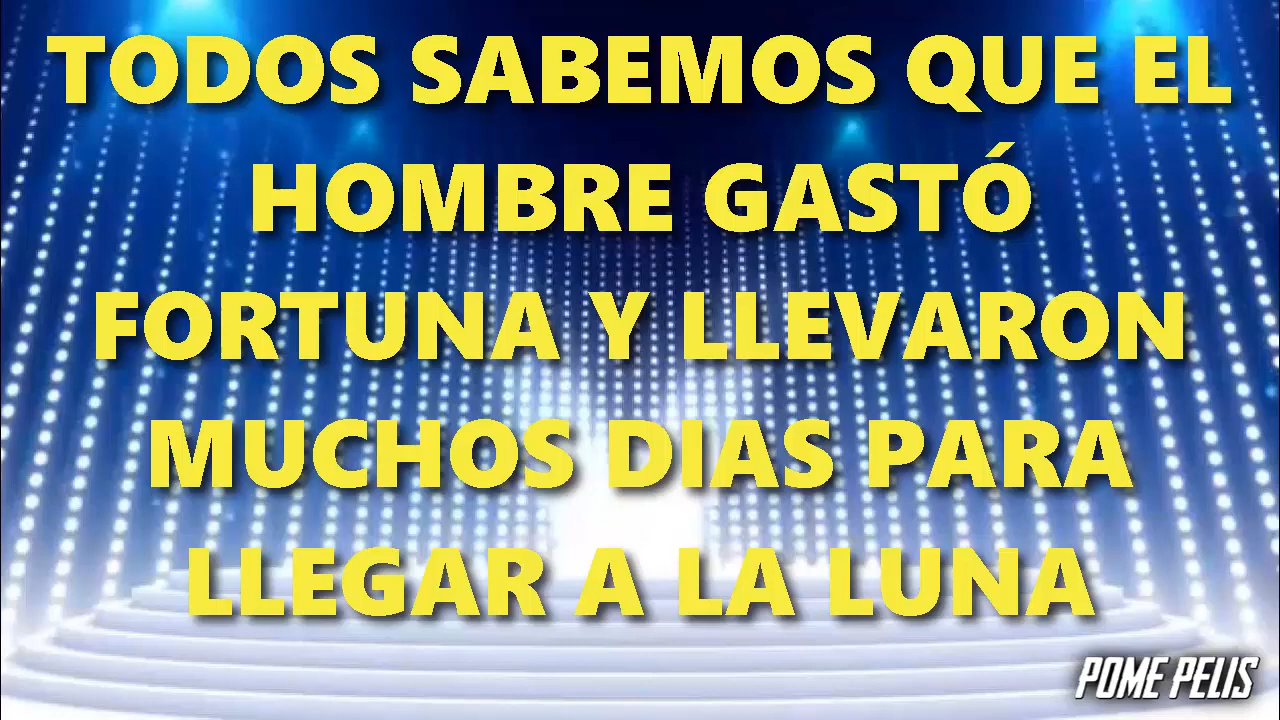 TODOS SABEMOS QUE EL
HOMBRE GASTÓ
FORTUNA Y LLEVARON
MUCHOS DIAS PARA
LLEGAR A LA LUNA
POME PELIS